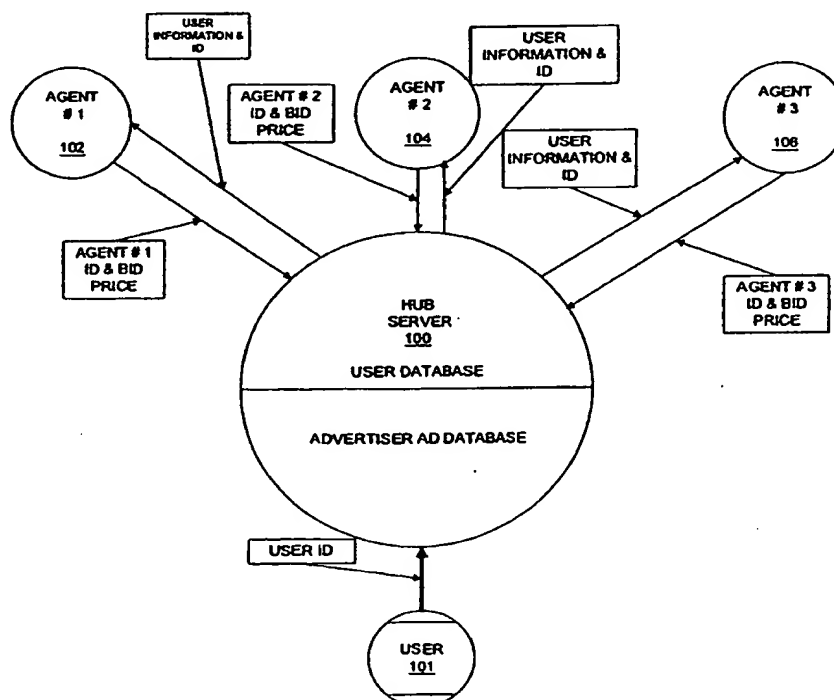 USER
INFORMATION &
ID
USER
INFORMATION &
ID
AGENT
# 1
102
AGENT # 2
ID & BID
PRICE
AGENT
# 2
104
AGENT
# 3
106
USER
INFORMATION &
ID
AGENT # 1
ID & BID
PRICE
AGENT # 3
ID & BID
PRICE
HUB
SERVER
100
USER DATABASE
ADVERTISER AD DATABASE
USER ID
USER
101